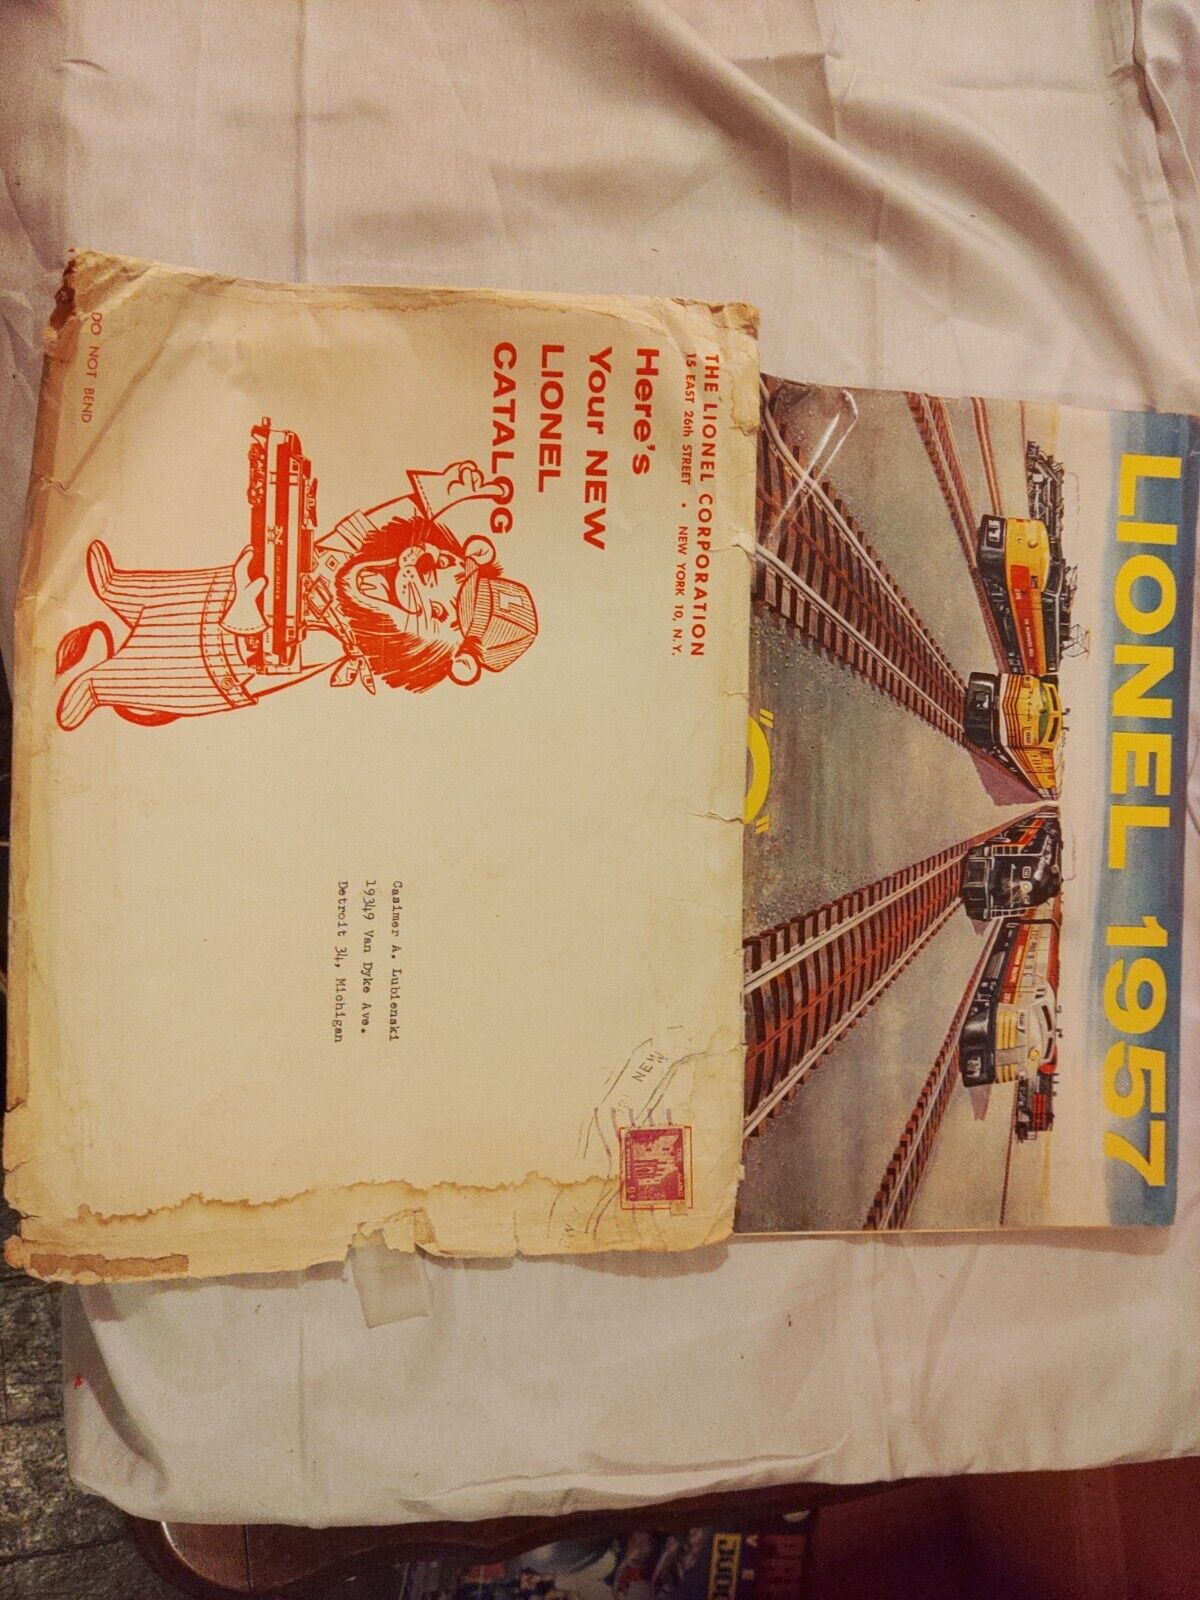 LIONEL 1957
THE LIONEL CORPORATION
15 EAST 26th STREET • NEW YORK 10, N.Y.
Here's
Your NEW
LIONEL
CATALOG
L
Casimer A. Lubienski
19349 Van Dyke Ave.
Detroit 34, Michigan
NEW
DO NOT BEND